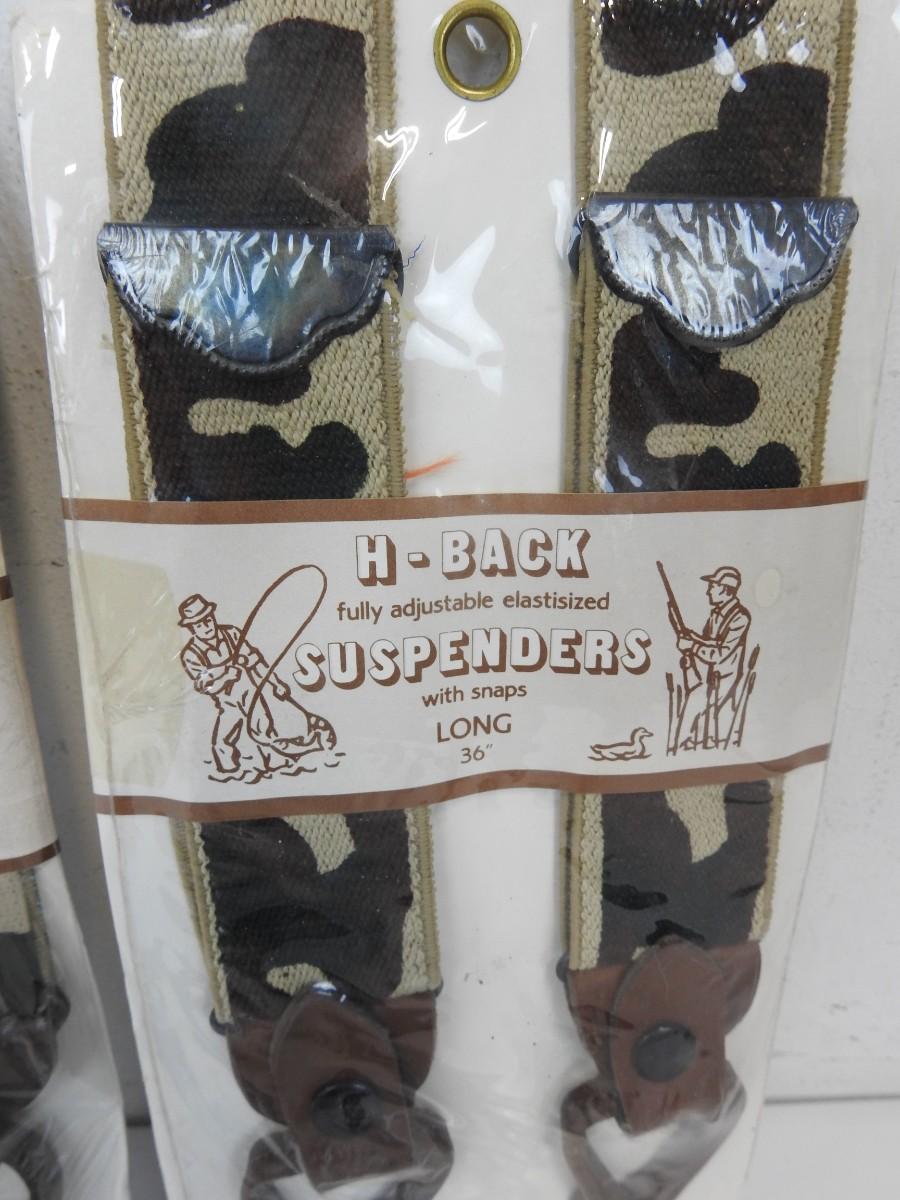 H-BACK
fully adjustable elastisized
SUSPENDERS
with snaps
LONG
36"